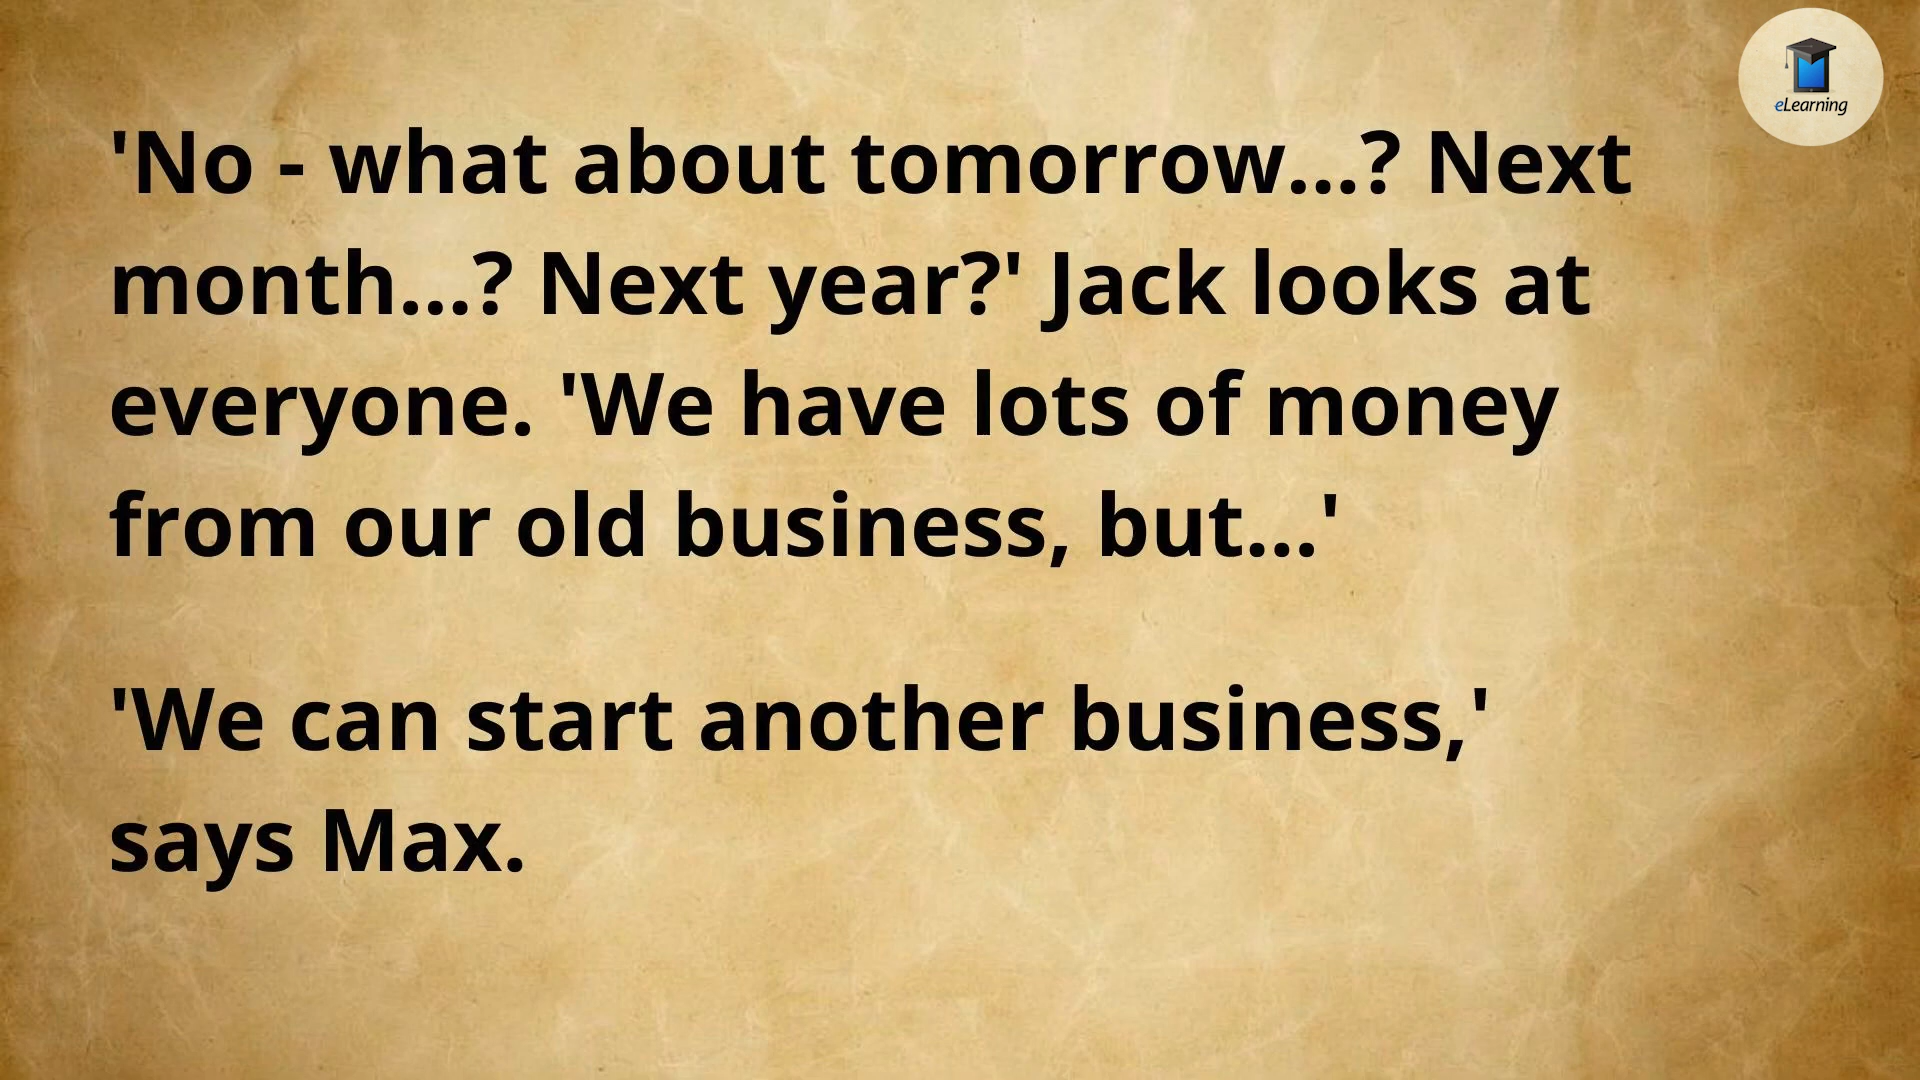 eLearning
'No - what about tomorrow...? Next
month...? Next year?' Jack looks at
everyone. 'We have lots of money
from our old business, but...'
'We can start another business,'
says Max.